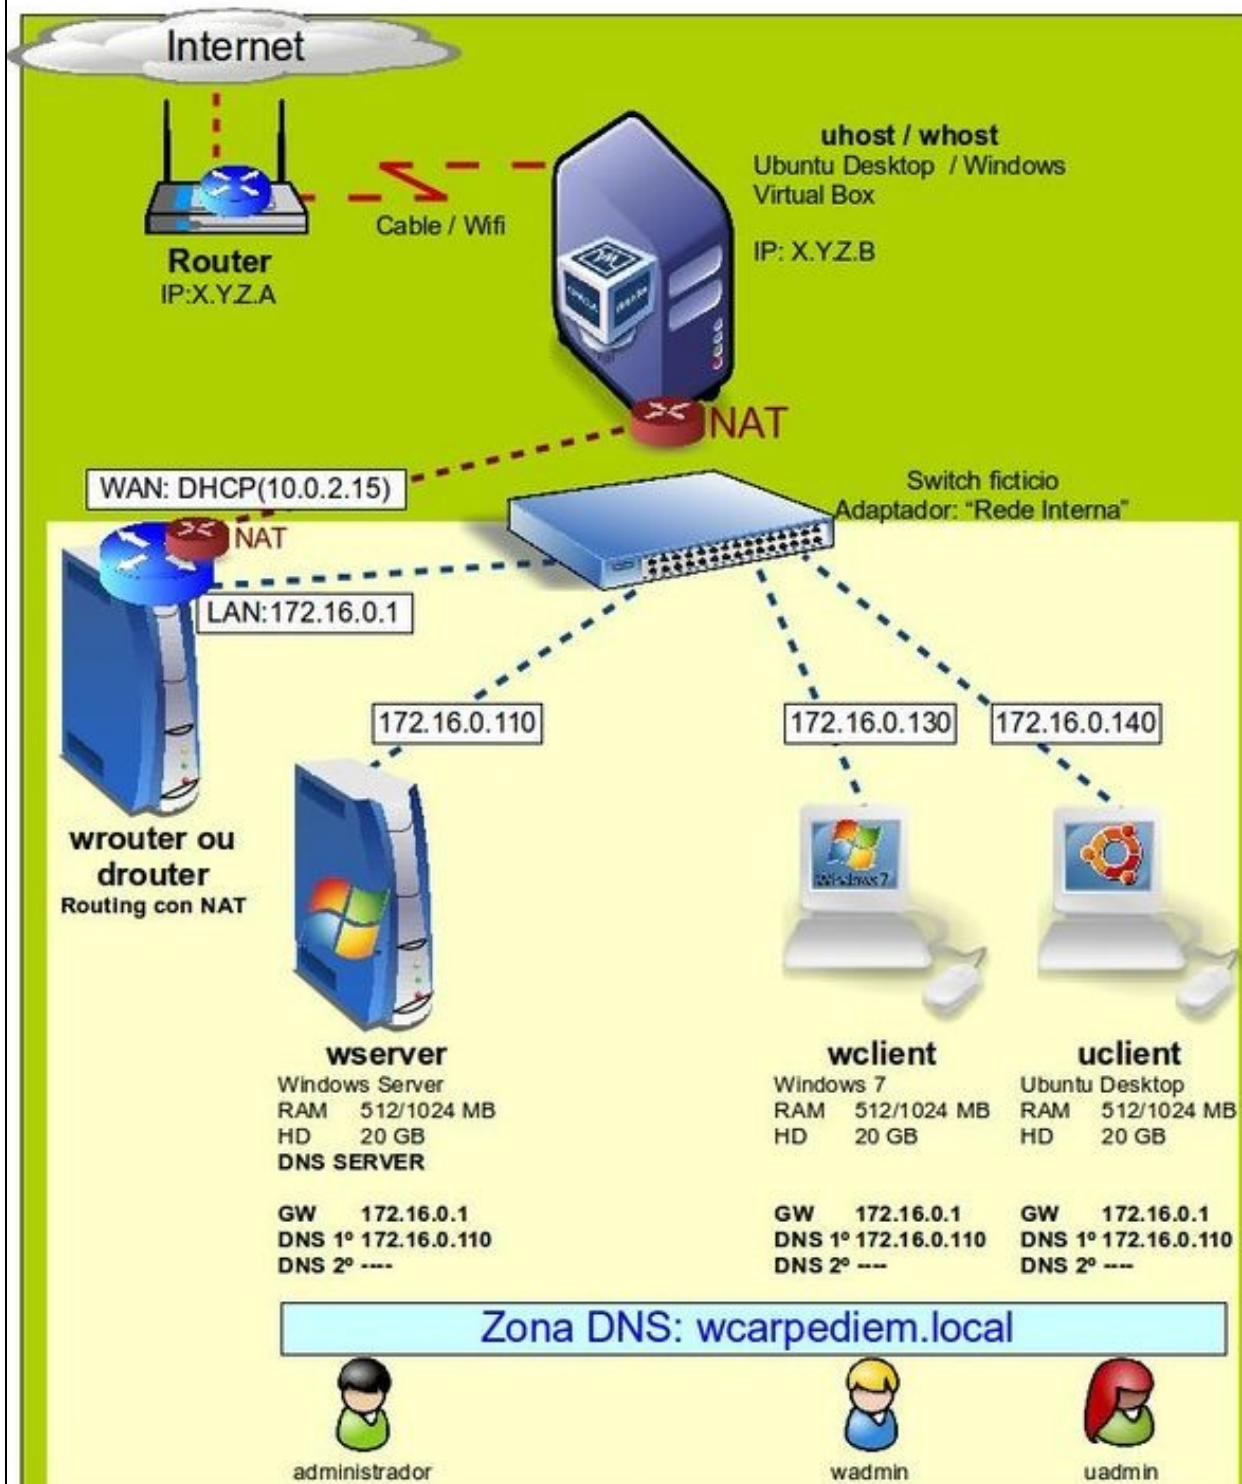 Internet
uhost / whost
Ubuntu Desktop / Windows
Virtual Box
IP: X.Y.Z.B
Cable / Wifi
Router
IP:X.Y.Z.A
NAT
WAN: DHCP(10.0.2.15)
Switch ficticio
Adaptador: "Rede Interna"
NAT
LAN:172.16.0.1
172.16.0.110
172.16.0.130
172.16.0.140
wrouter ou
drouter
Routing con NAT
Windows 7
wserver
Windows Server
RAM 512/1024 MB
HD 20 GB
DNS SERVER
GW 172.16.0.1
DNS 1º 172.16.0.110
DNS 2º ----
wclient
Windows 7
RAM 512/1024 MB
HD 20 GB
GW 172.16.0.1
DNS 1º 172.16.0.110
DNS 2º ----
uclient
Ubuntu Desktop
RAM 512/1024 MB
HD 20 GB
GW 172.16.0.1
DNS 1º 172.16.0.110
DNS 2º ----
Zona DNS: wcarpediem.local
administrador
wadmin
uadmin